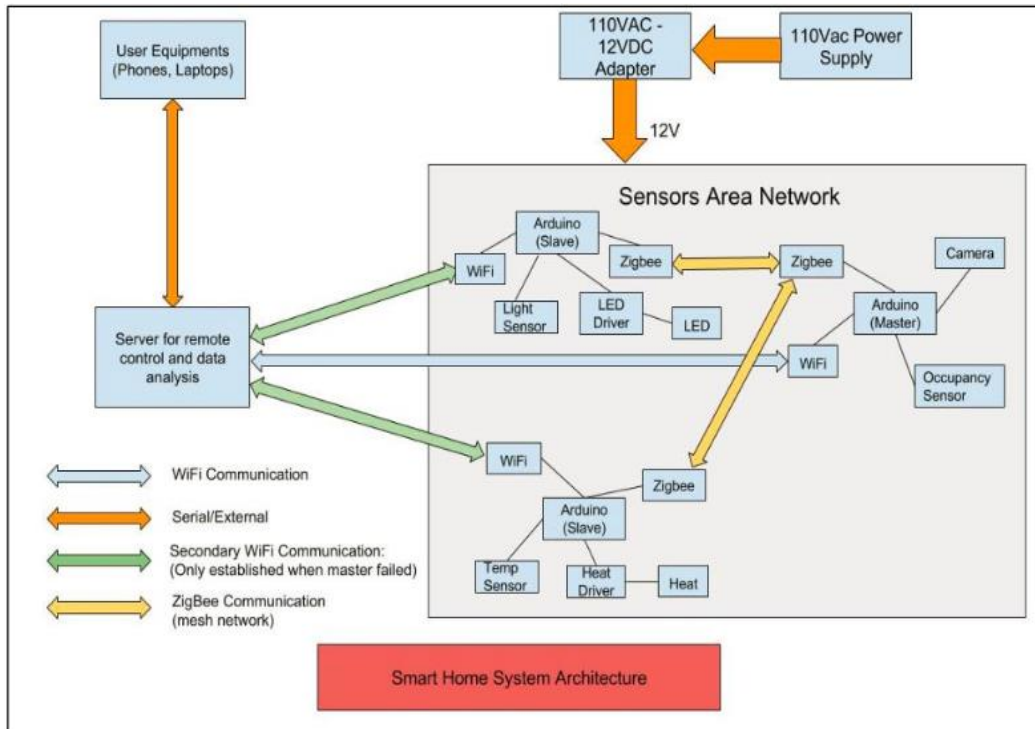 User Equipments
(Phones, Laptops)
110VAC -
12VDC
Adapter
110Vac Power
Supply
12V
Sensors Area Network
Arduino
(Slave)
WiFi
Zigbee
Zigbee
Camera
Light
Sensor
LED
Driver
LED
Arduino
(Master)
Server for remote
control and data
analysis
WiFi
Occupancy
Sensor
WiFi
Zigbee
Arduino
(Slave)
Temp
Sensor
Heat
Driver
Heat
WiFi Communication
Serial/External
Secondary WiFi Communication:
(Only established when master failed)
ZigBee Communication
(mesh network)
Smart Home System Architecture